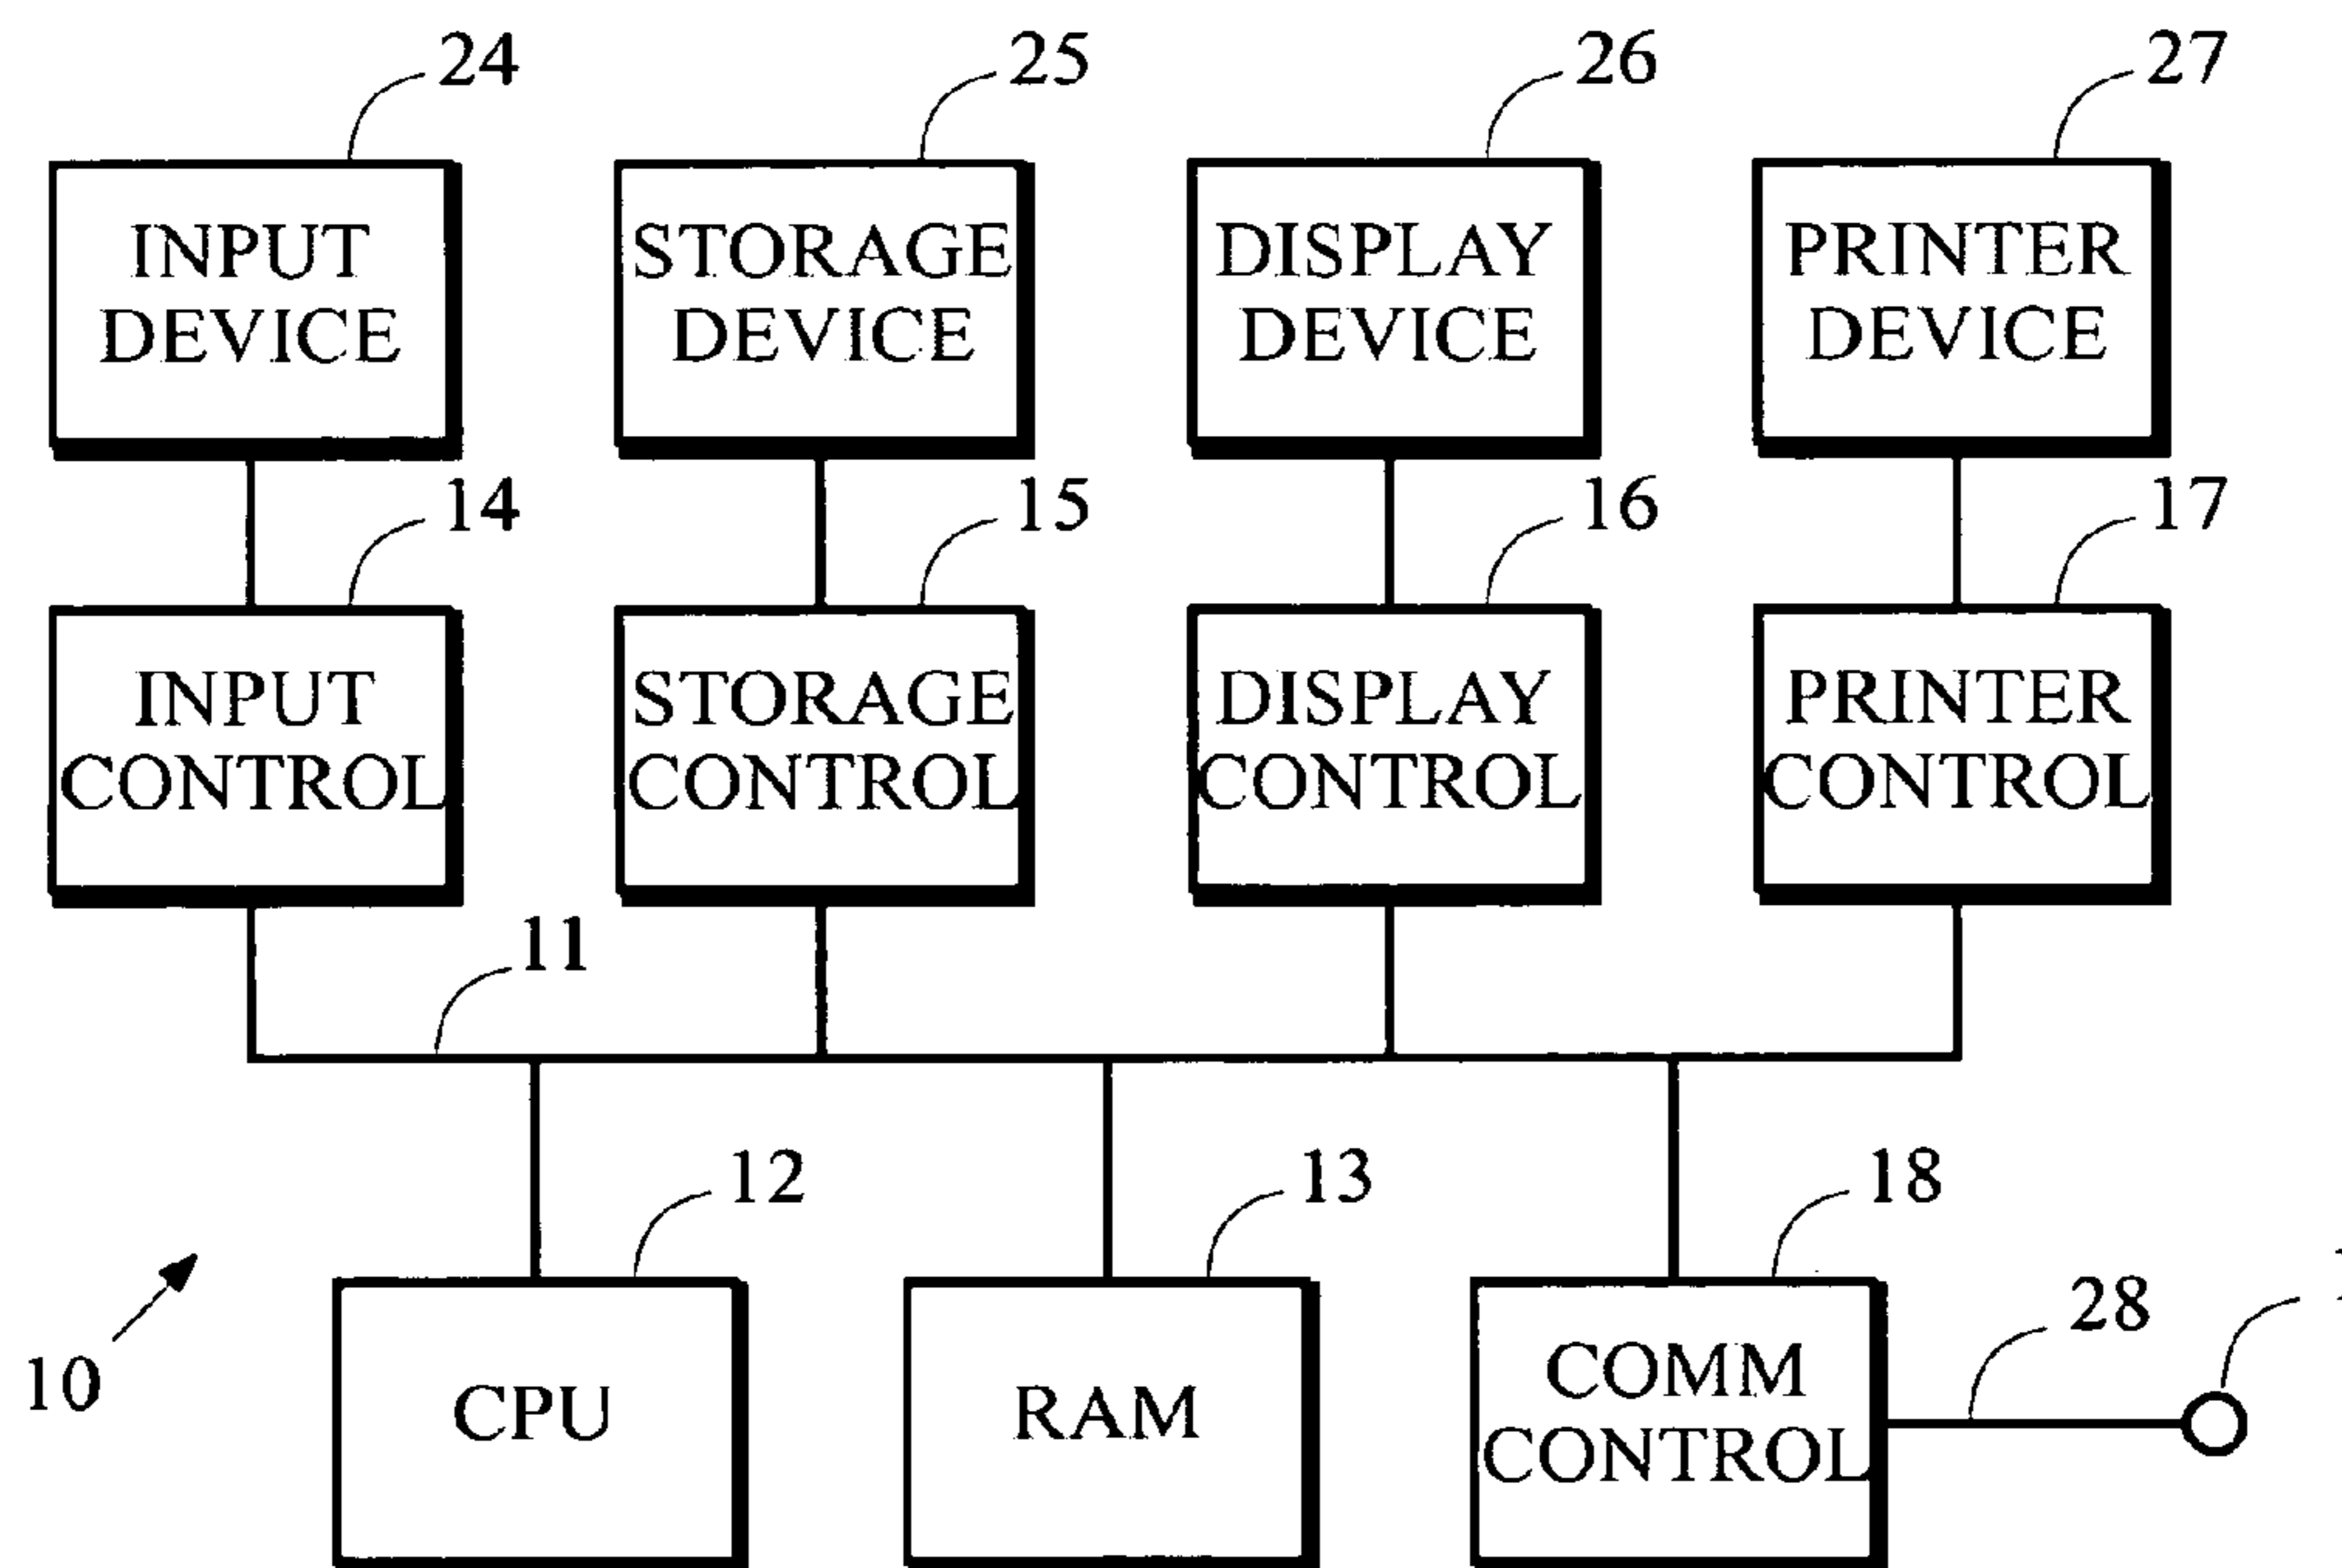 24
25
26
27
INPUT
DEVICE
STORAGE
DEVICE
DISPLAY
DEVICE
PRINTER
DEVICE
14
15
16
17
INPUT
CONTROL
STORAGE
CONTROL
DISPLAY
CONTROL
PRINTER
CONTROL
11
12
13
18
28
10
CPU
RAM
COMM
CONTROL